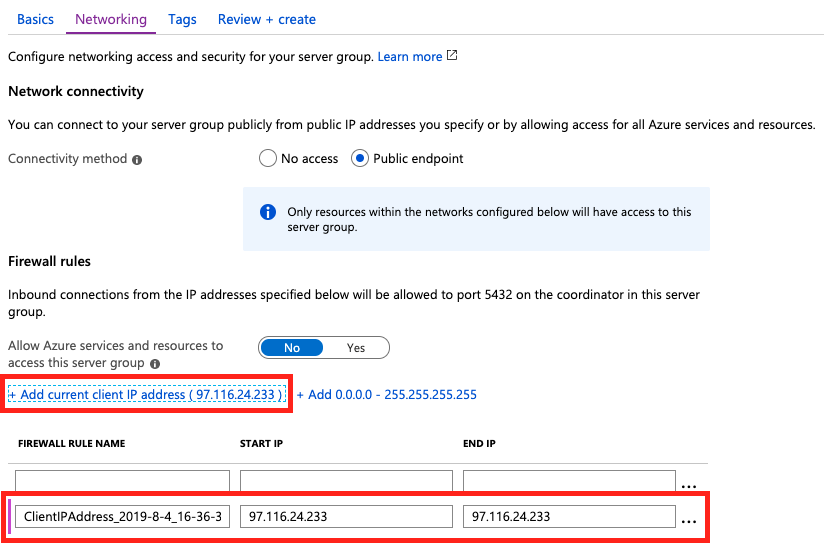 Basics Networking Tags Review + create
Configure networking access and security for your server group. Learn more
Network connectivity
You can connect to your server group publicly from public IP addresses you specify or by allowing access for all Azure services and resources.
Connectivity method No access Public endpoint
Only resources within the networks configured below will have access to this
server group.
Firewall rules
Inbound connections from the IP addresses specified below will be allowed to port 5432 on the coordinator in this server
group.
Allow Azure services and resources to
access this server group
No Yes
+ Add current client IP address ( 97.116.24.233 ) + Add 0.0.0.0 - 255.255.255.255
FIREWALL RULE NAME START IP END IP
...
ClientIPAddress_2019-8-4_16-36-3 97.116.24.233 97.116.24.233 ...